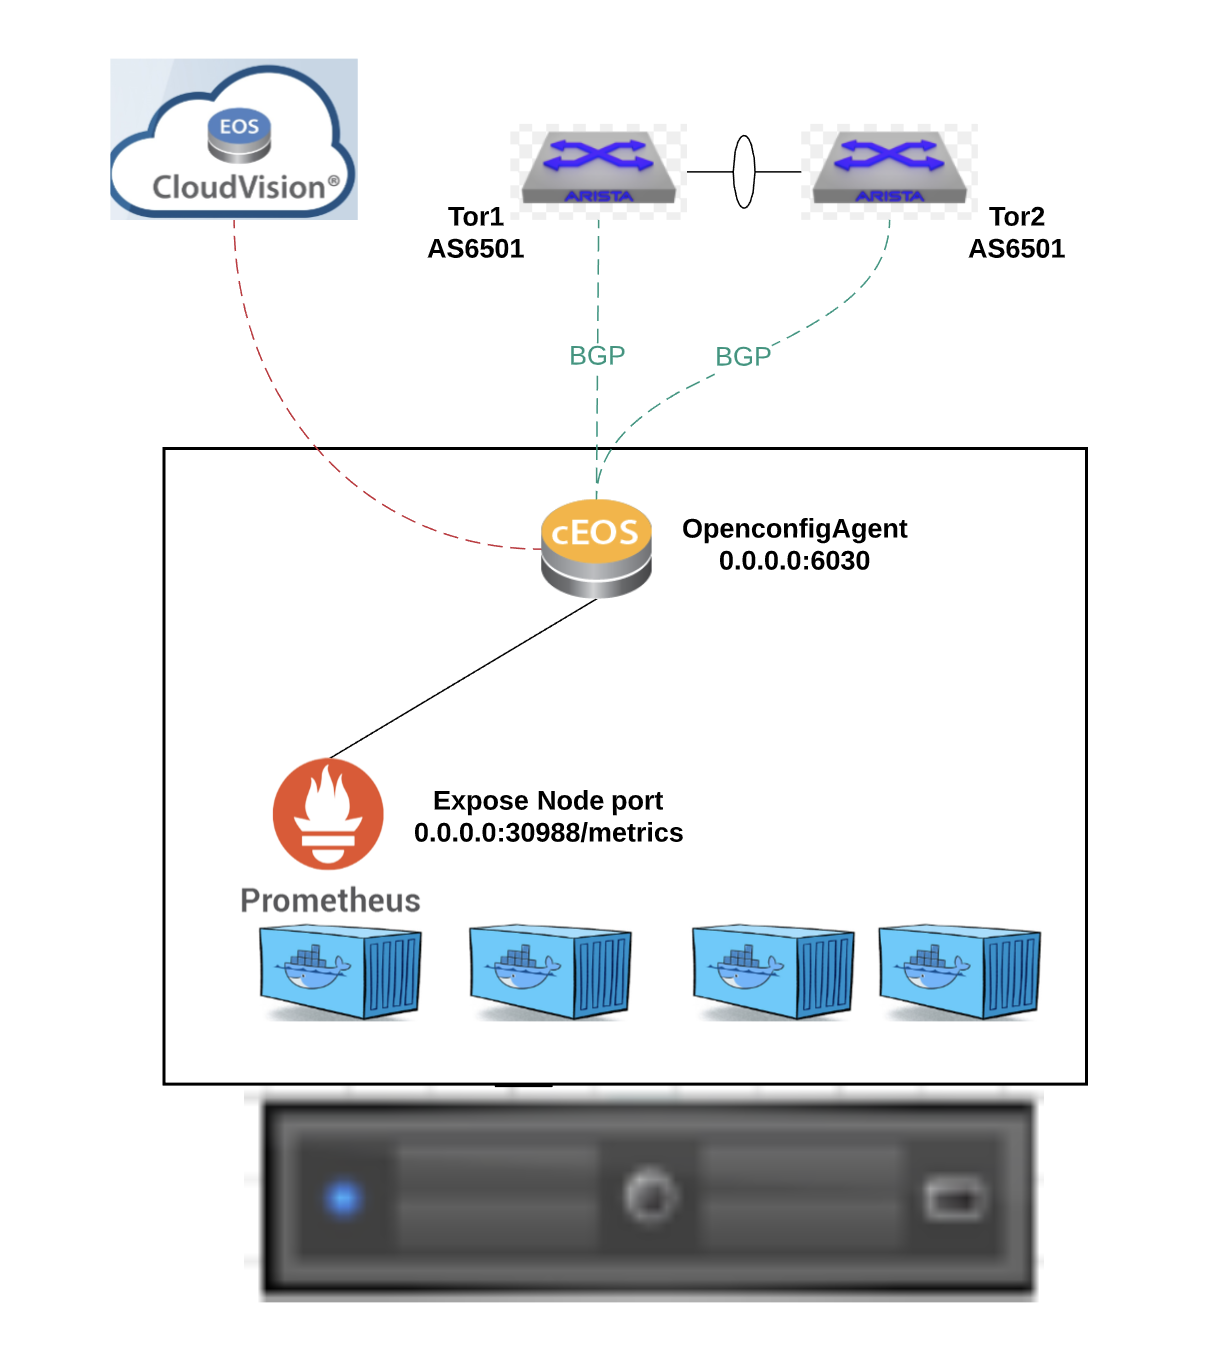 EOS
CloudVision®
ARISTA
ARISTA
Tor1
AS6501
Tor2
AS6501
BGP
BGP
cEOS
OpenconfigAgent
0.0.0.0:6030
Expose Node port
0.0.0.0:30988/metrics
Prometheus